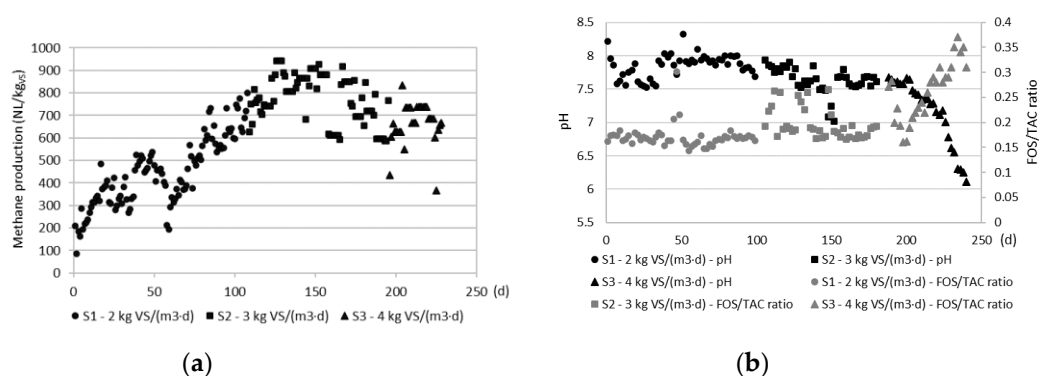 Methane production (NL/kgVS)
1000
900
800
700
600
500
400
300
200
100
0
0 50 100 150 200 250 (d)
● S1 - 2 kg VS/(m3·d) ■ S2 - 3 kg VS/(m3·d) ▲ S3 - 4 kg VS/(m3·d)
(a)
pH
8.5
8
7.5
7
6.5
6
5.5
FOS/TAC ratio
0.4
0.35
0.3
0.25
0.2
0.15
0.1
0.05
0
0 50 100 150 200 250 (d)
● S1 - 2 kg VS/(m3·d) - pH ■ S2 - 3 kg VS/(m3·d) - pH
▲ S3 - 4 kg VS/(m3·d) - pH ● S1 - 2 kg VS/(m3·d) - FOS/TAC ratio
■ S2 - 3 kg VS/(m3·d) - FOS/TAC ratio ▲ S3 - 4 kg VS/(m3·d) - FOS/TAC ratio
(b)